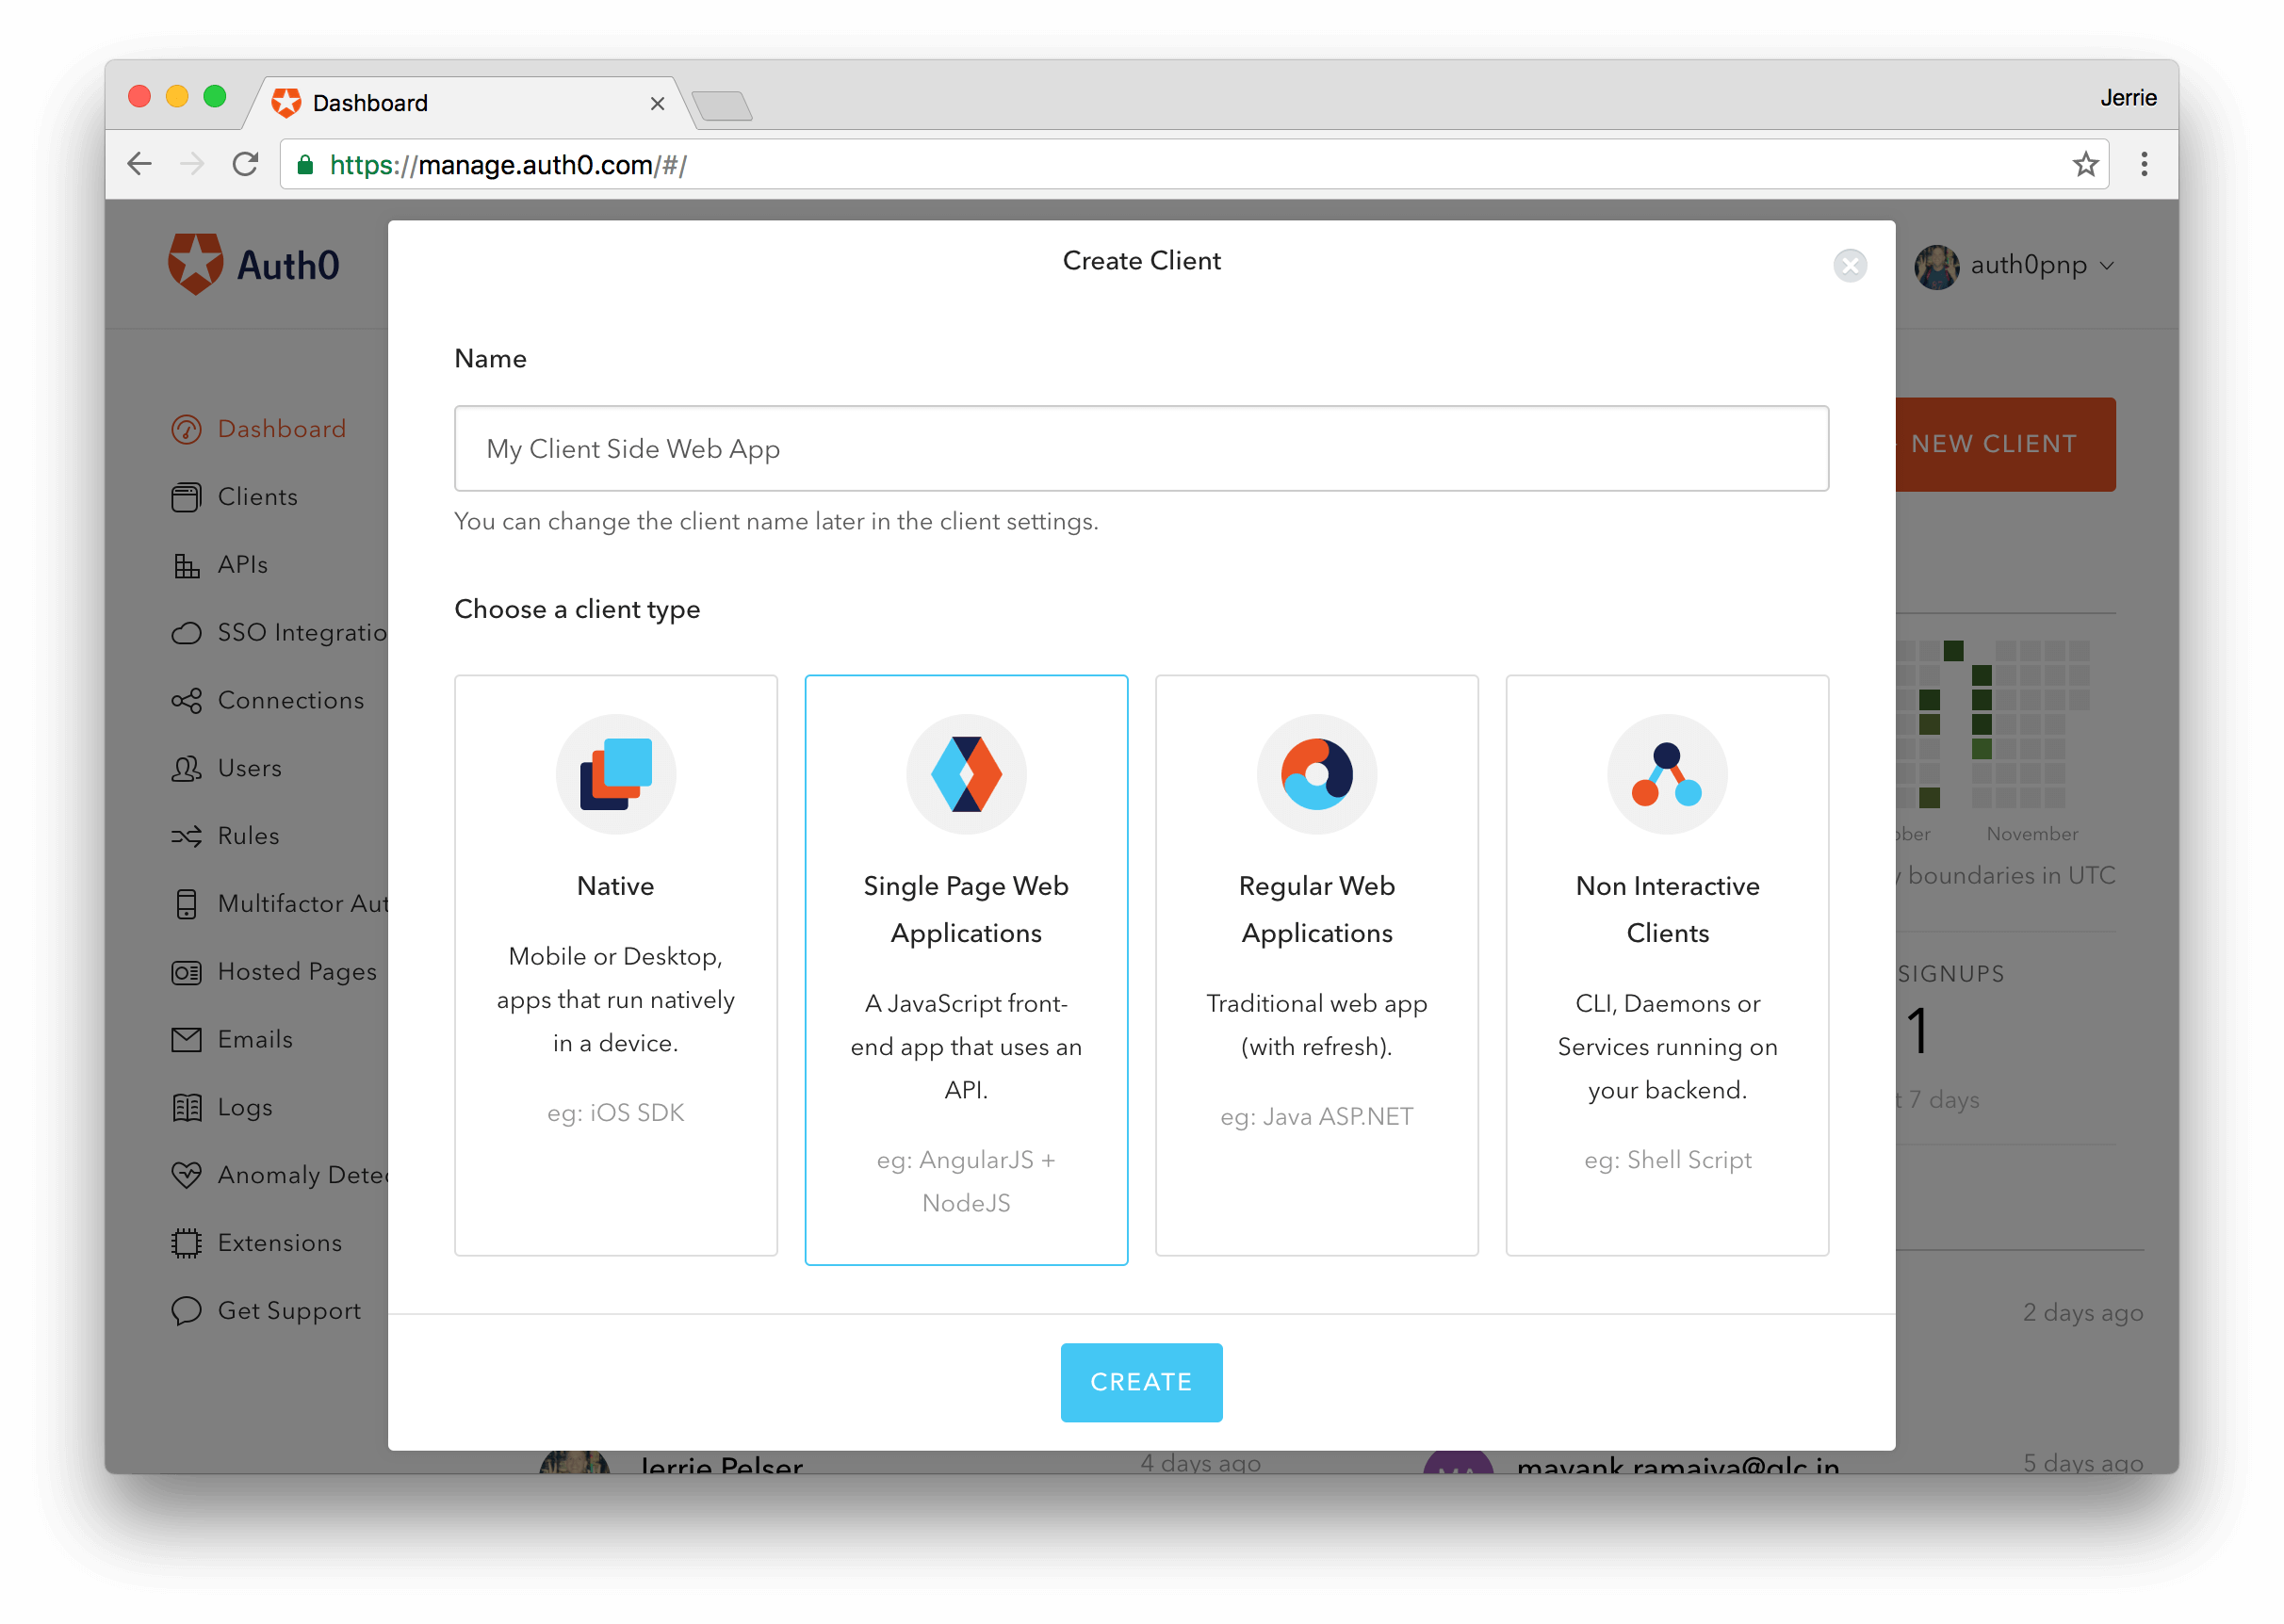 Dashboard
Jerrie
https://manage.auth0.com/#/
Auth0
Create Client
auth0pnp
Name
Dashboard
My Client Side Web App
NEW CLIENT
Clients
You can change the client name later in the client settings.
APIs
Choose a client type
SSO Integratio
Connections
Users
Rules
Multifactor Aut
Hosted Pages
Emails
Logs
Anomaly Detec
Extensions
Get Support
Native
Mobile or Desktop,
apps that run natively
in a device.
eg: iOS SDK
Single Page Web
Applications
A JavaScript front-
end app that uses an
API.
eg: AngularJS +
NodeJS
Regular Web
Applications
Traditional web app
(with refresh).
eg: Java ASP.NET
Non Interactive
Clients
CLI, Daemons or
Services running on
your backend.
eg: Shell Script
ober
November
y boundaries in UTC
SIGNUPS
1
t 7 days
2 days ago
CREATE
Jerrie Pelser
4 days ago
MA
mayank.ramaiya@glc.in
5 days ago